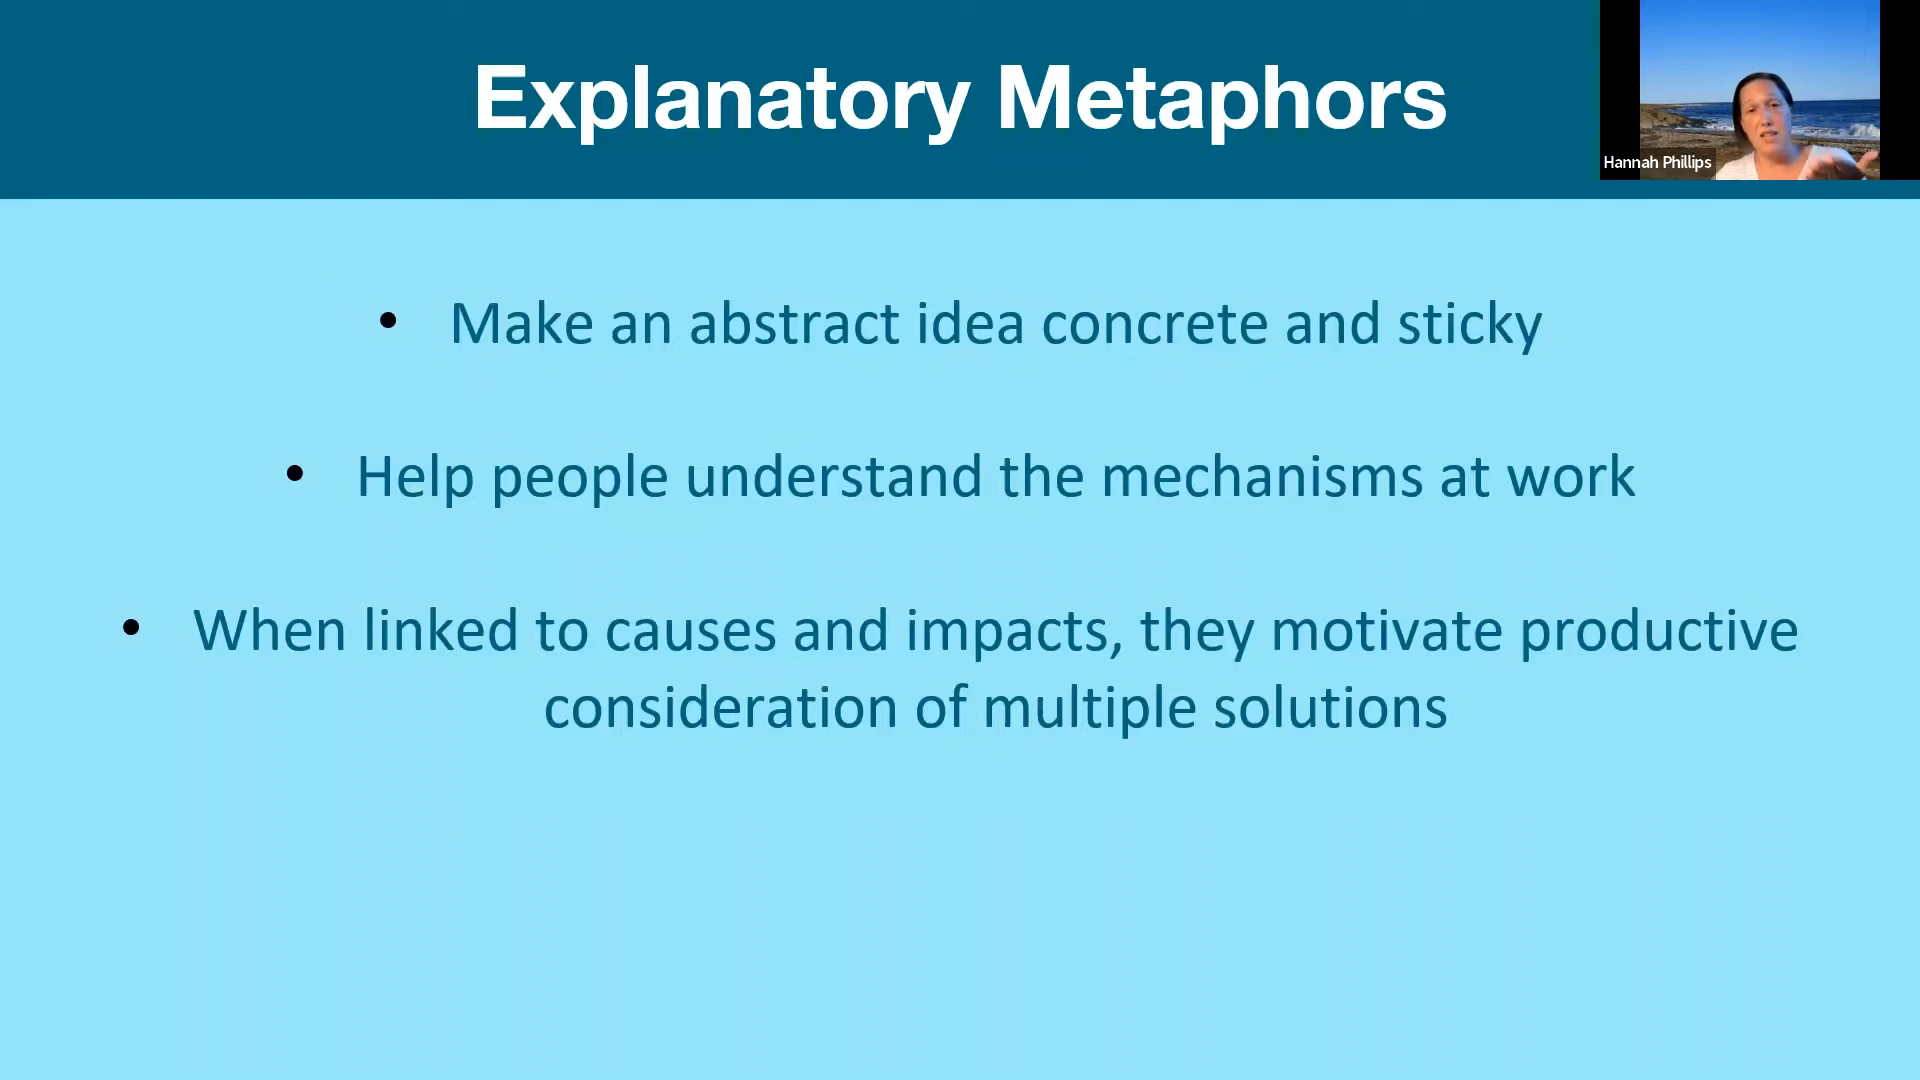 Explanatory Metaphors
Hannah Phillips
• Make an abstract idea concrete and sticky
• Help people understand the mechanisms at work
• When linked to causes and impacts, they motivate productive
consideration of multiple solutions